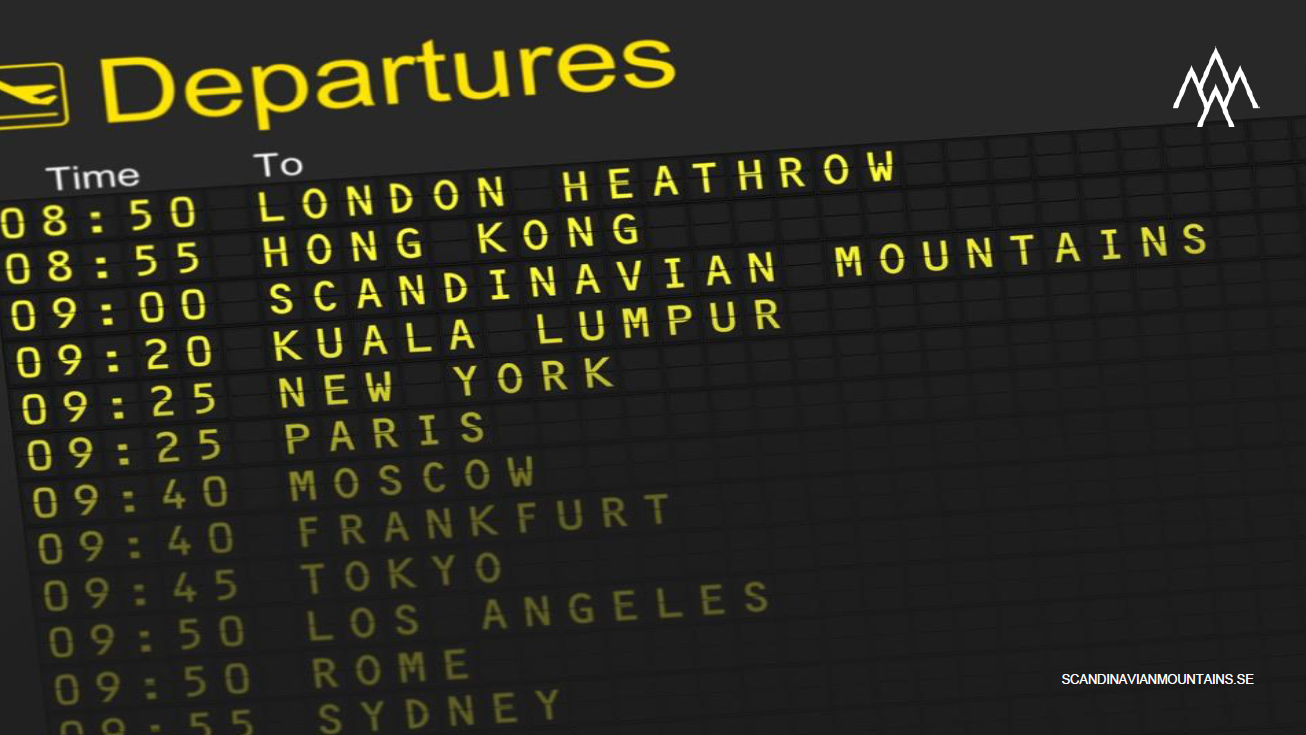 Departures
Time To
08:50 LONDON HEATHROW
08:55 HONG KONG
09:00 SCANDINAVIAN MOUNTAINS
09:20 KUALA LUMPUR
09:25 NEW YORK
09:25 PARIS
09:40 MOSCOW
09:40 FRANKFURT
09:45 TOKYO
09:50 LOS ANGELES
09:50 ROME
09:55 SYDNEY
SCANDINAVIANMOUNTAINS.SE